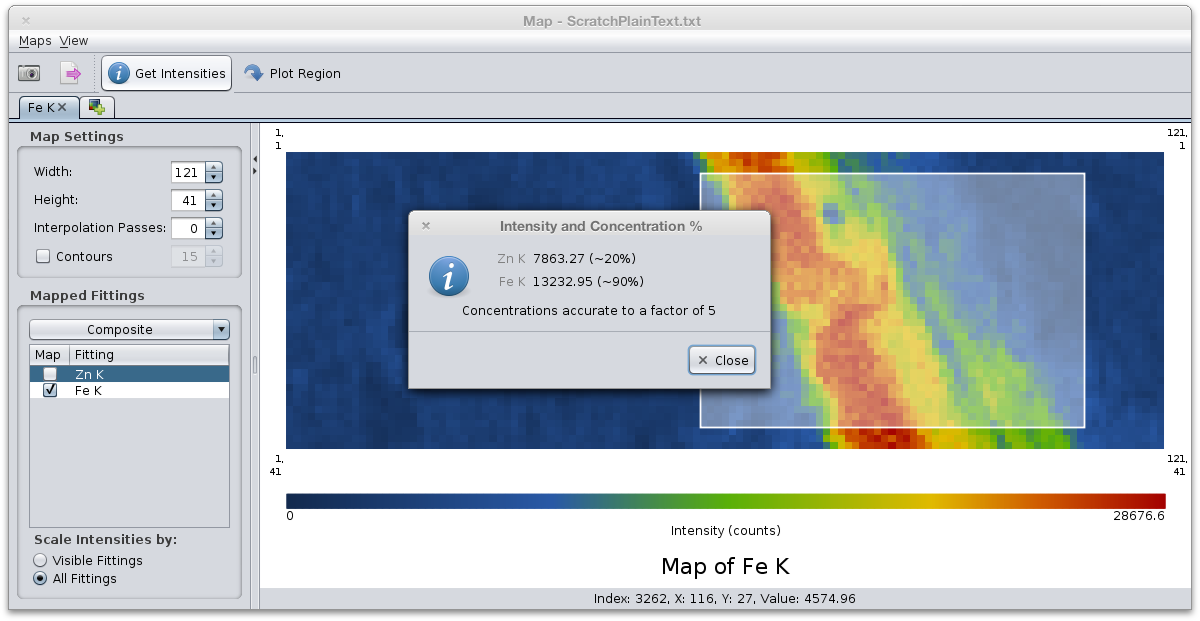 Map - ScratchPlainText.txt
Maps View
Get Intensities Plot Region
Fe K
Map Settings
Width: 121
Height: 41
Interpolation Passes: 0
Contours 15
Mapped Fittings
Composite
Map Fitting
Zn K
Fe K
Scale Intensities by:
Visible Fittings
All Fittings
1,
1
121,
1
Intensity and Concentration %
Zn K 7863.27 (~20%)
Fe K 13232.95 (~90%)
Concentrations accurate to a factor of 5
Close
1,
41
121,
41
0 28676.6
Intensity (counts)
Map of Fe K
Index: 3262, X: 116, Y: 27, Value: 4574.96